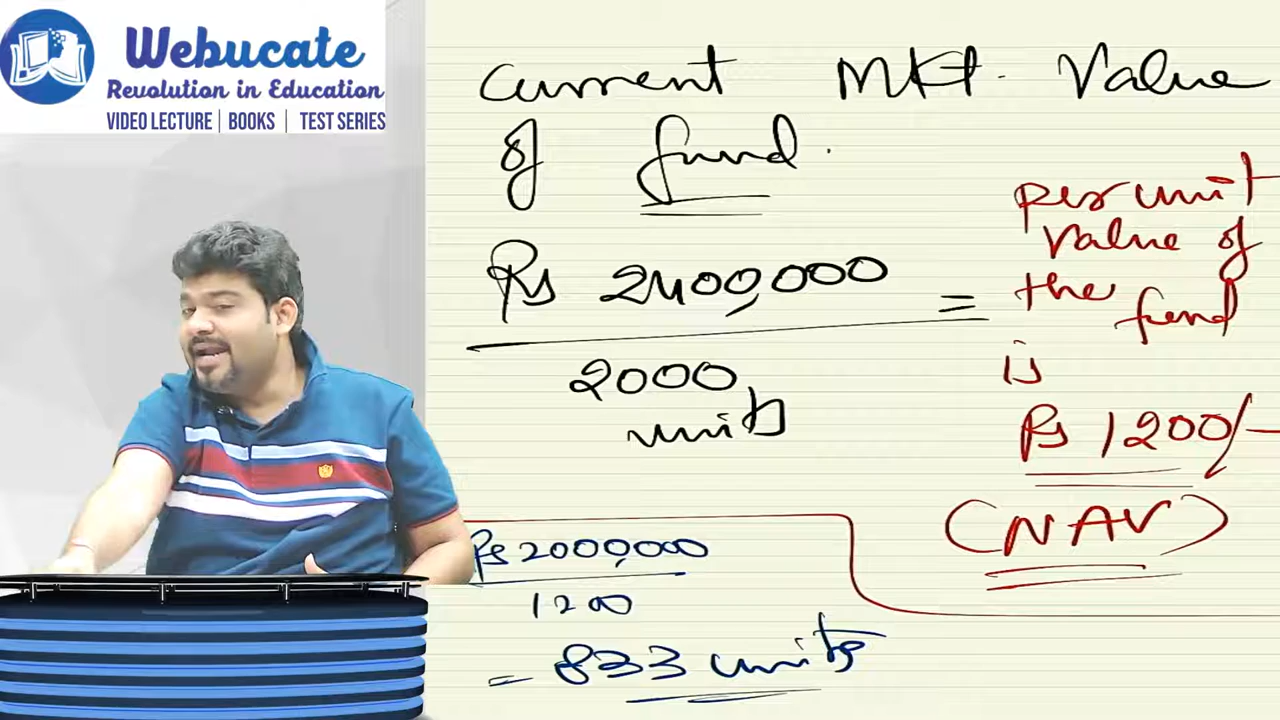 Webucate
Revolution in Education
VIDEO LECTURE | BOOKS | TEST SERIES
Current Mkt. Value
of fund.
Rs 2400,000 =
2000
units
per unit
value of
the fund
is
Rs 1200/-
(NAV)
Rs 2000,000
1200
= 833 units